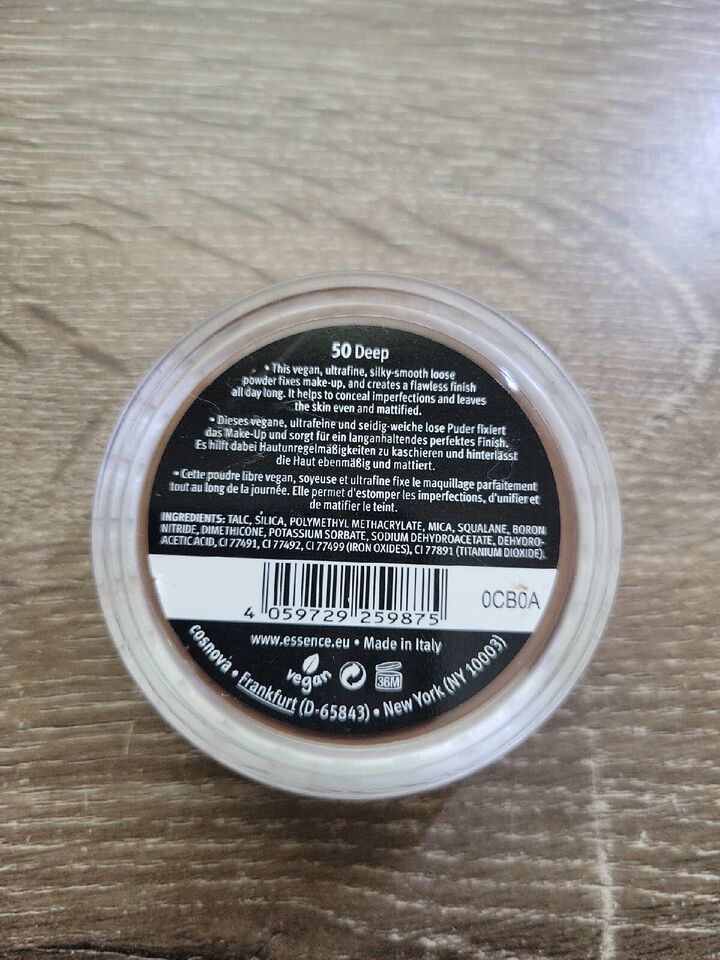 50 Deep
• This vegan, ultrafine, silky-smooth loose
powder fixes make-up, and creates a flawless finish
all day long. It helps to conceal imperfections and leaves
the skin even and mattified.
• Dieses vegane, ultrafeine und seidig-weiche lose Puder fixiert
das Make-Up und sorgt für ein langanhaltendes perfektes Finish.
Es hilft dabei Hautunregelmäßigkeiten zu kaschieren und hinterlässt
die Haut ebenmäßig und mattiert.
• Cette poudre libre vegan, soyeuse et ultrafine fixe le maquillage parfaitement
tout au long de la journée. Elle permet d'estomper les imperfections, d'unifier et
de matifier le teint.
INGREDIENTS: TALC, SILICA, POLYMETHYL METHACRYLATE, MICA, SQUALANE, BORON
NITRIDE, DIMETHICONE, POTASSIUM SORBATE, SODIUM DEHYDROACETATE, DEHYDRO-
ACETIC ACID, CI 77491, CI 77492, CI 77499 (IRON OXIDES), CI 77891 (TITANIUM DIOXIDE).
4 059729 259875
0CB0A
www.essence.eu • Made in Italy
vegan
36M
cosnova • Frankfurt (D-65843) • New York (NY 10003)